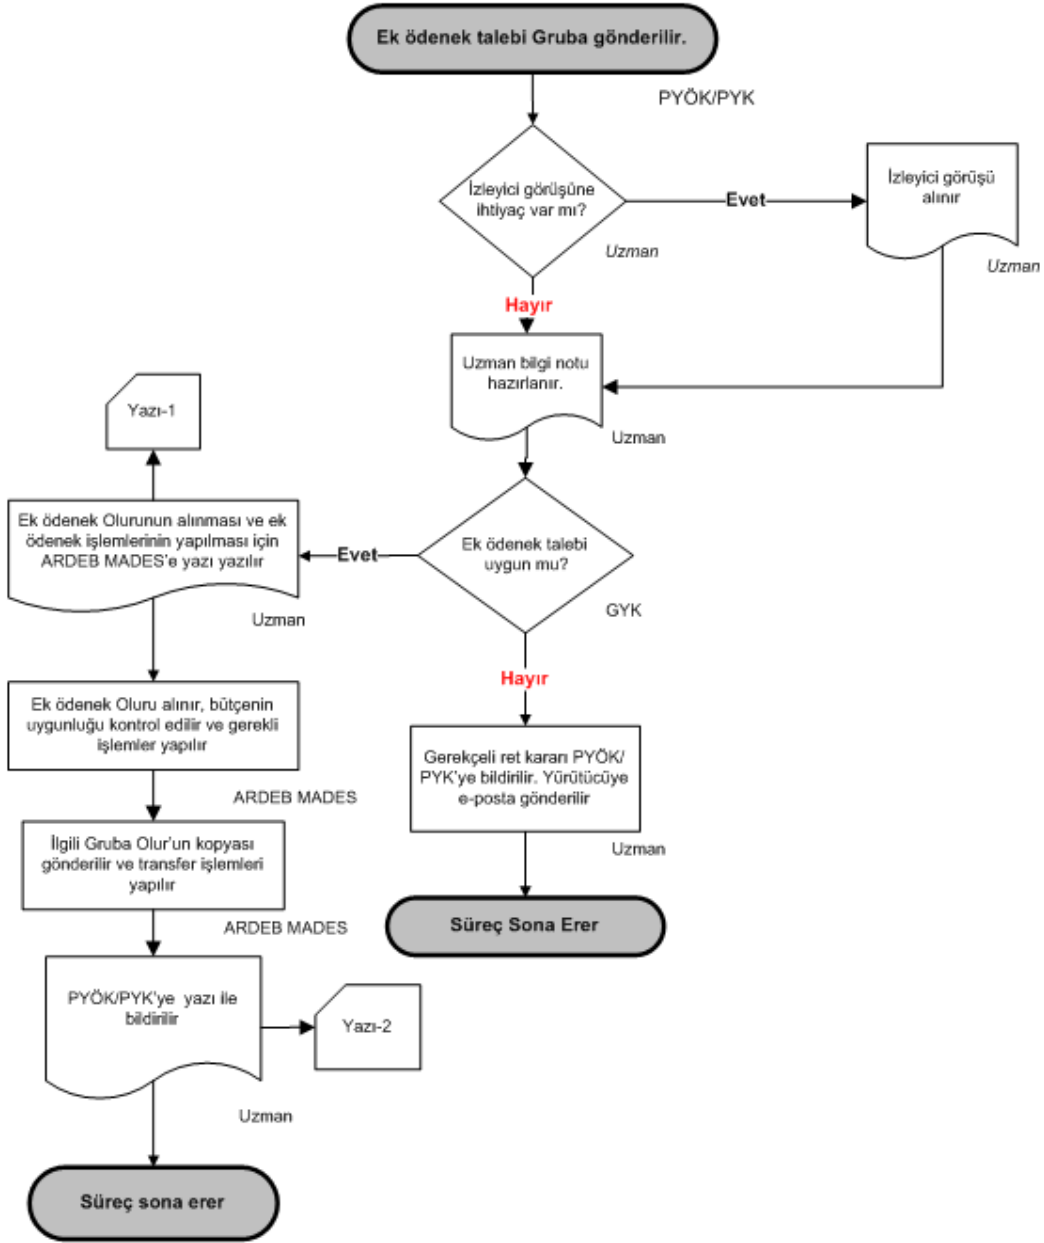 Ek ödenek talebi Gruba gönderilir.
PYÖK/PYK
İzleyici görüşüne
ihtiyaç var mı?
Uzman
Evet
İzleyici görüşü
alınır
Uzman
Hayır
Uzman bilgi notu
hazırlanır.
Uzman
Yazı-1
Ek ödenek Olurunun alınması ve ek
ödenek işlemlerinin yapılması için
ARDEB MADES'e yazı yazılır
Uzman
Evet
Ek ödenek talebi
uygun mu?
GYK
Hayır
Ek ödenek Oluru alınır, bütçenin
uygunluğu kontrol edilir ve gerekli
işlemler yapılır
ARDEB MADES
Gerekçeli ret kararı PYÖK/
PYK'ye bildirilir. Yürütücüye
e-posta gönderilir
Uzman
İlgili Gruba Olur'un kopyası
gönderilir ve transfer işlemleri
yapılır
ARDEB MADES
Süreç Sona Erer
PYÖK/PYK'ye yazı ile
bildirilir
Uzman
Yazı-2
Süreç sona erer